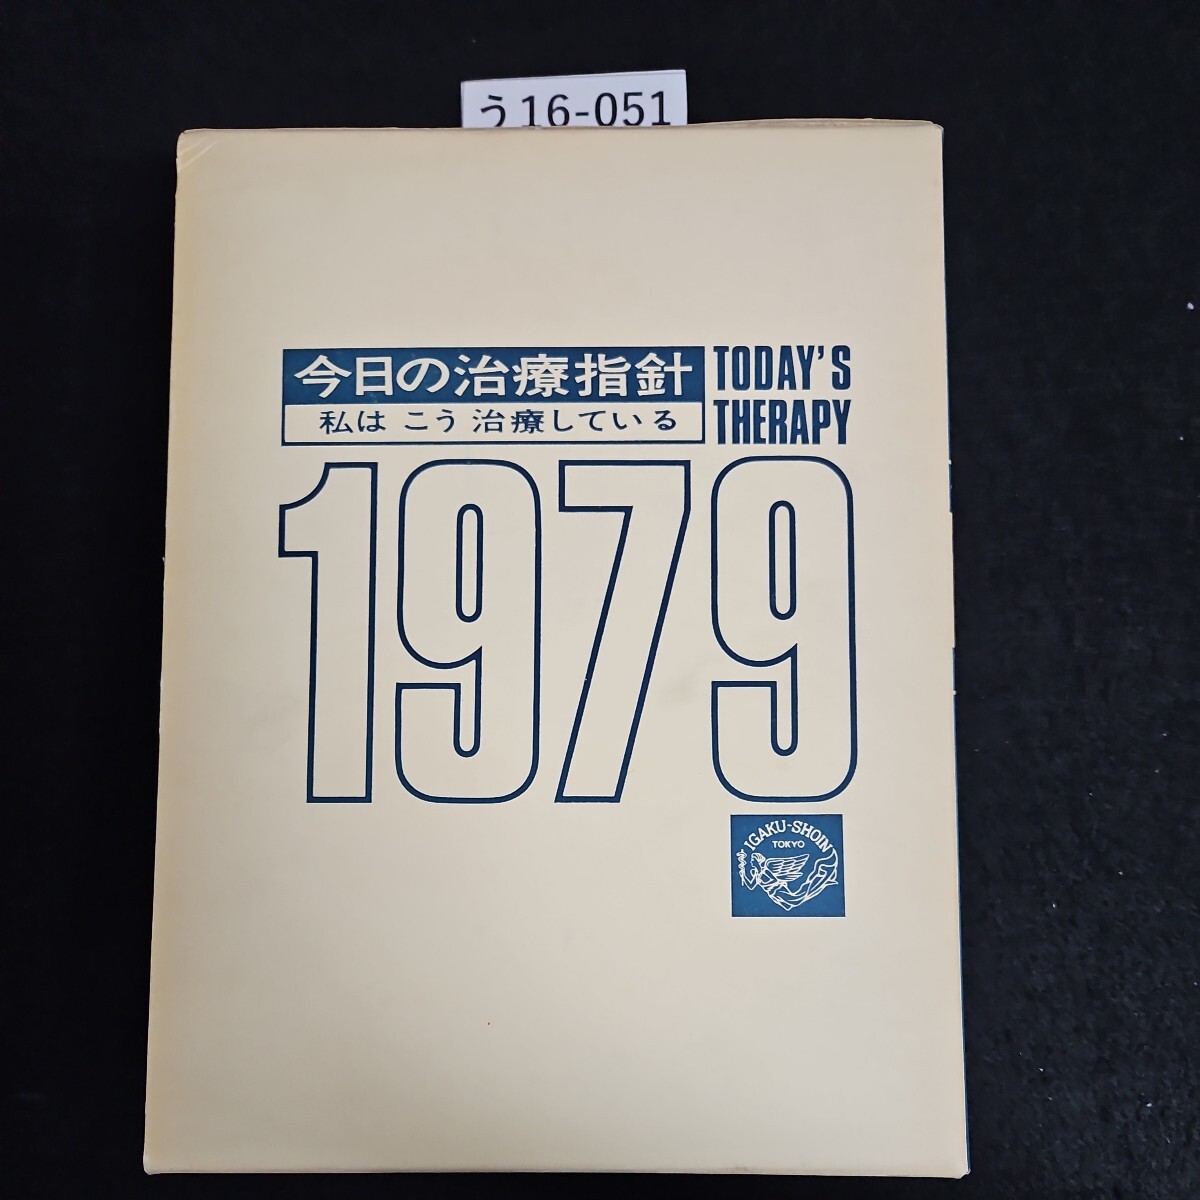 う16-051
今日の治療指針
私は こう 治療している
TODAY'S
THERAPY
1979
IGAKU-SHOIN
TOKYO